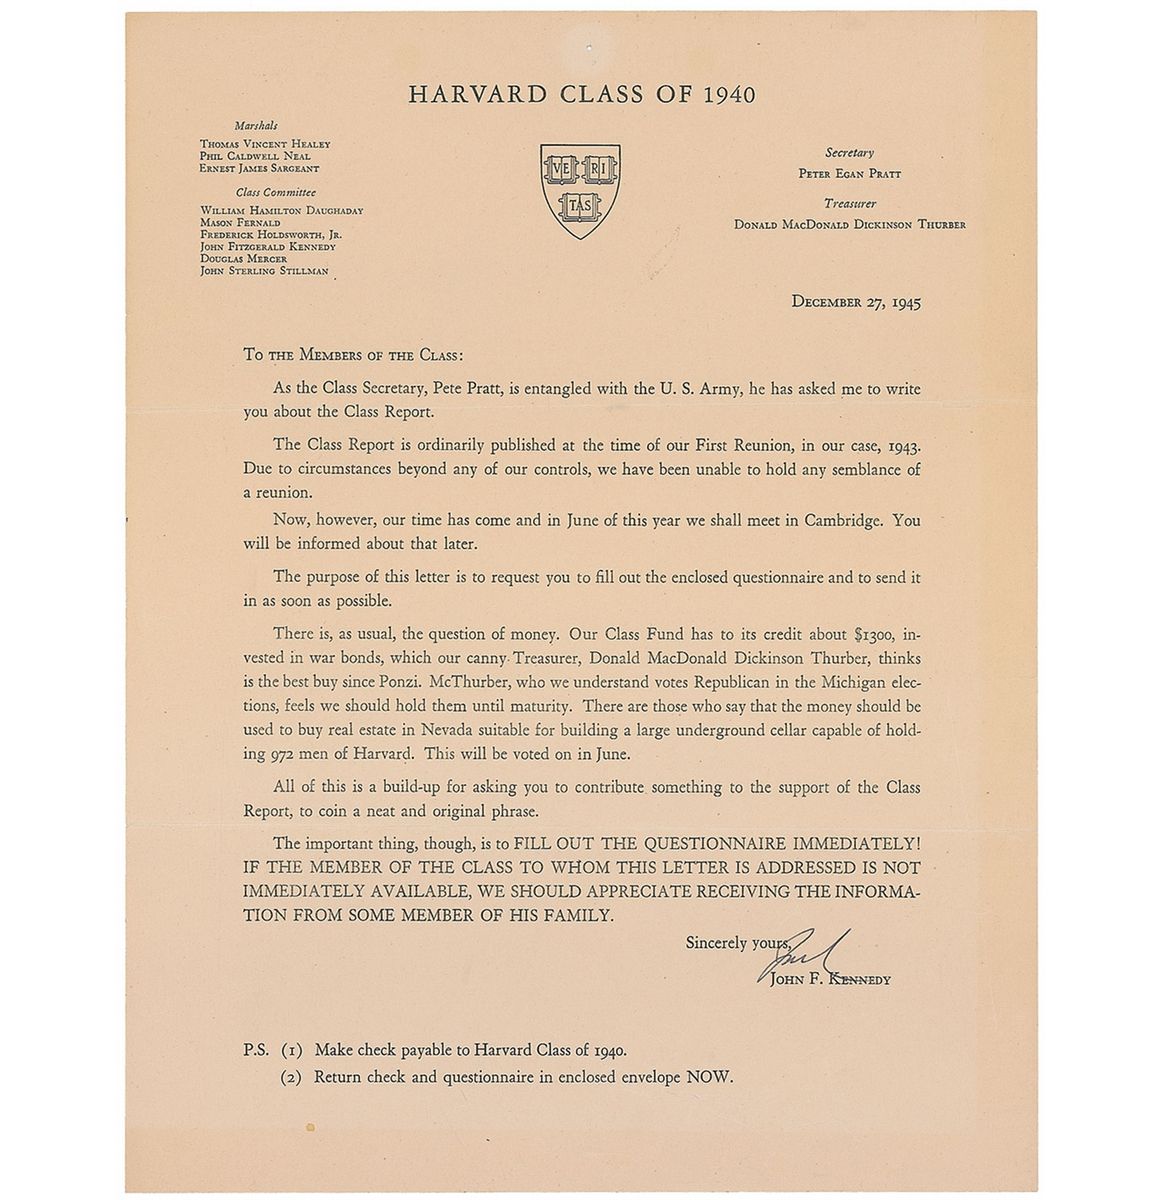 HARVARD CLASS OF 1940
Marshals
THOMAS VINCENT HEALEY
PHIL CALDWELL NEAL
ERNEST JAMES SARGEANT
Class Committee
WILLIAM HAMILTON DAUGHADAY
MASON FERNALD
FREDERICK HOLDSWORTH, JR.
JOHN FITZGERALD KENNEDY
DOUGLAS MERCER
JOHN STERLING STILLMAN
VE RI
TAS
Secretary
PETER EGAN PRATT
Treasurer
DONALD MACDONALD DICKINSON THURBER
DECEMBER 27, 1945
TO THE MEMBERS OF THE CLASS:
As the Class Secretary, Pete Pratt, is entangled with the U. S. Army, he has asked me to write
you about the Class Report.
The Class Report is ordinarily published at the time of our First Reunion, in our case, 1943.
Due to circumstances beyond any of our controls, we have been unable to hold any semblance of
a reunion.
Now, however, our time has come and in June of this year we shall meet in Cambridge. You
will be informed about that later.
The purpose of this letter is to request you to fill out the enclosed questionnaire and to send it
in as soon as possible.
There is, as usual, the question of money. Our Class Fund has to its credit about $1300, in-
vested in war bonds, which our canny Treasurer, Donald MacDonald Dickinson Thurber, thinks
is the best buy since Ponzi. McThurber, who we understand votes Republican in the Michigan elec-
tions, feels we should hold them until maturity. There are those who say that the money should be
used to buy real estate in Nevada suitable for building a large underground cellar capable of hold-
ing 972 men of Harvard. This will be voted on in June.
All of this is a build-up for asking you to contribute something to the support of the Class
Report, to coin a neat and original phrase.
The important thing, though, is to FILL OUT THE QUESTIONNAIRE IMMEDIATELY!
IF THE MEMBER OF THE CLASS TO WHOM THIS LETTER IS ADDRESSED IS NOT
IMMEDIATELY AVAILABLE, WE SHOULD APPRECIATE RECEIVING THE INFORMA-
TION FROM SOME MEMBER OF HIS FAMILY.
Sincerely yours,
JOHN F. KENNEDY
P.S. (1) Make check payable to Harvard Class of 1940.
(2) Return check and questionnaire in enclosed envelope NOW.